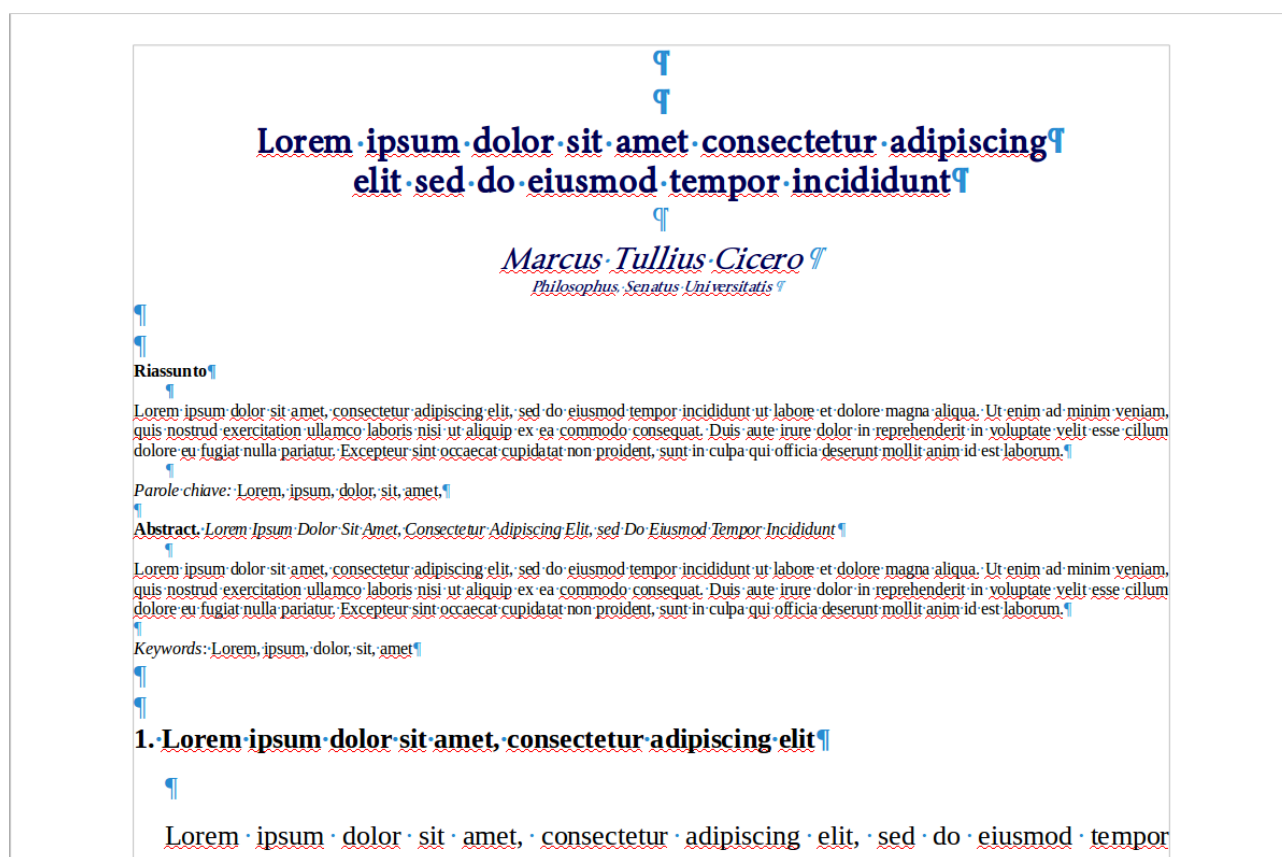 Lorem ipsum dolor sit amet consectetur adipiscing
elit sed do eiusmod tempor incididunt
Marcus Tullius Cicero
Philosophus, Senatus Universitatis
Riassunto
Lorem ipsum dolor sit amet, consectetur adipiscing elit, sed do eiusmod tempor incididunt ut labore et dolore magna aliqua. Ut enim ad minim veniam,
quis nostrud exercitation ullamco laboris nisi ut aliquip ex ea commodo consequat. Duis aute irure dolor in reprehenderit in voluptate velit esse cillum
dolore eu fugiat nulla pariatur. Excepteur sint occaecat cupidatat non proident, sunt in culpa qui officia deserunt mollit anim id est laborum.
Parole chiave: Lorem, ipsum, dolor, sit, amet,
Abstract. Lorem Ipsum Dolor Sit Amet, Consectetur Adipiscing Elit, sed Do Eiusmod Tempor Incididunt
Lorem ipsum dolor sit amet, consectetur adipiscing elit, sed do eiusmod tempor incididunt ut labore et dolore magna aliqua. Ut enim ad minim veniam,
quis nostrud exercitation ullamco laboris nisi ut aliquip ex ea commodo consequat. Duis aute irure dolor in reprehenderit in voluptate velit esse cillum
dolore eu fugiat nulla pariatur. Excepteur sint occaecat cupidatat non proident, sunt in culpa qui officia deserunt mollit anim id est laborum.
Keywords: Lorem, ipsum, dolor, sit, amet
1. Lorem ipsum dolor sit amet, consectetur adipiscing elit
Lorem ipsum dolor sit amet, consectetur adipiscing elit, sed do eiusmod tempor